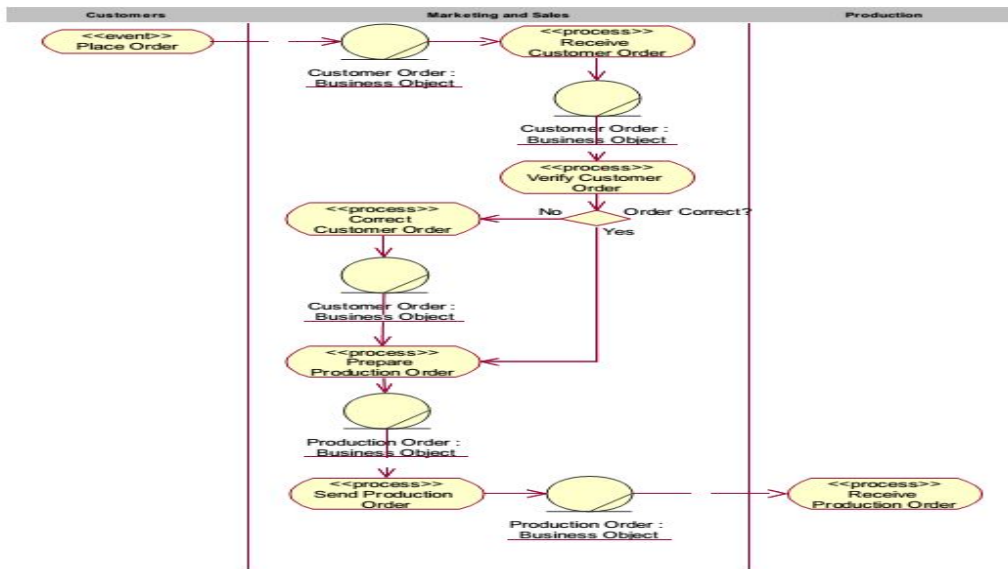 Customers
Marketing and Sales
Production
<<event>>
Place Order
Customer Order :
Business Object
<<process>>
Receive
Customer Order
Customer Order :
Business Object
<<process>>
Verify Customer
Order
No
Order Correct?
Yes
<<process>>
Correct
Customer Order
Customer Order :
Business Object
<<process>>
Prepare
Production Order
Production Order :
Business Object
<<process>>
Send Production
Order
Production Order :
Business Object
<<process>>
Receive
Production Order